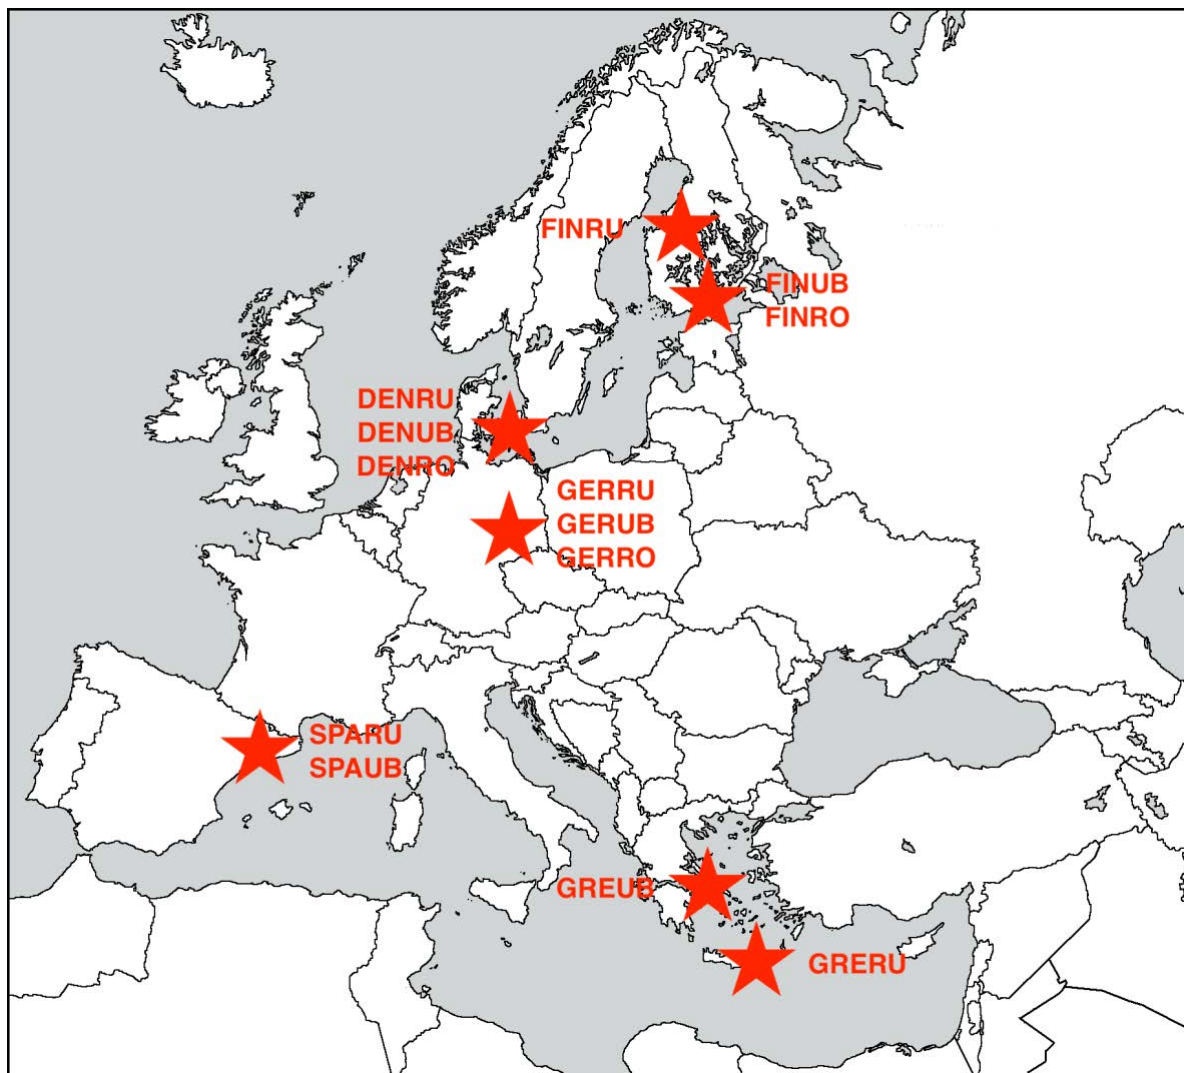 FINRU
FINUB
FINRO
DENRU
DENUB
DENRO
GERRU
GERUB
GERRO
SPARU
SPAUB
GREUB
GRERU